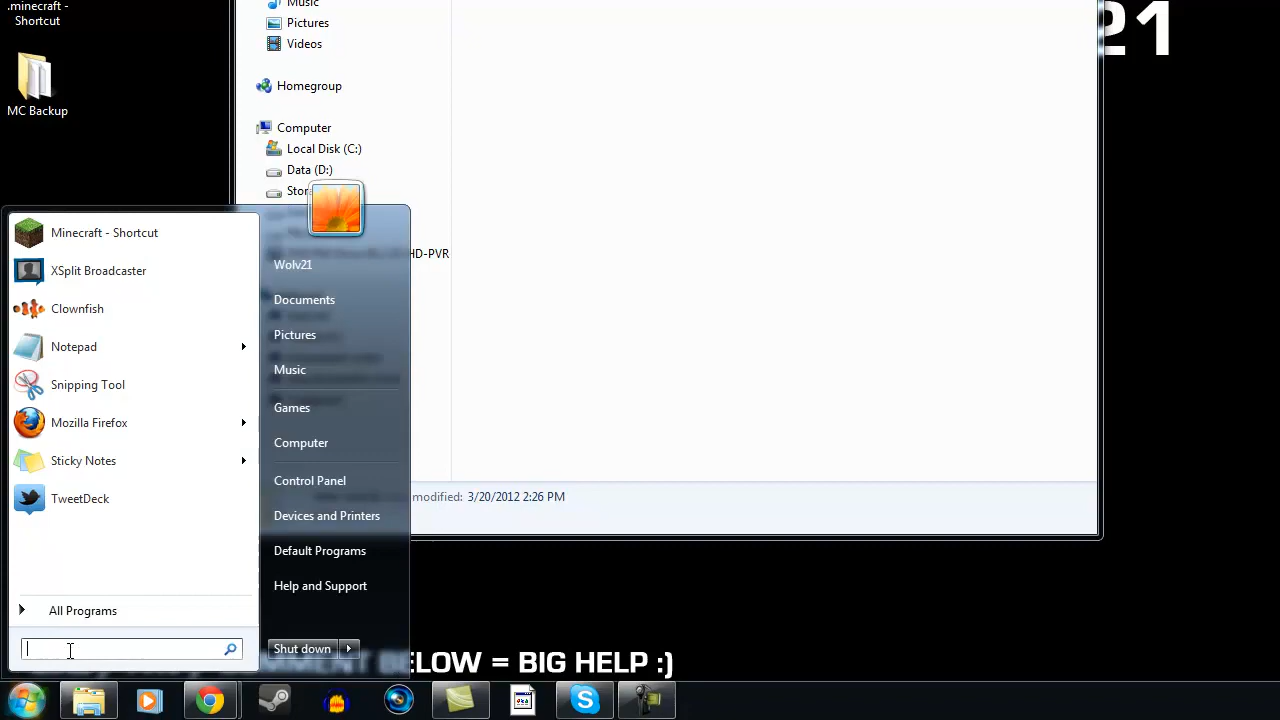 .minecraft -
Shortcut
MC Backup
Music
Pictures
Videos
Homegroup
Computer
Local Disk (C:)
Data (D:)
HD-PVR
21
Minecraft - Shortcut
XSplit Broadcaster
Clownfish
Notepad
Snipping Tool
Mozilla Firefox
Sticky Notes
TweetDeck
All Programs
Wolv21
Documents
Pictures
Music
Games
Computer
Control Panel
Devices and Printers
Default Programs
Help and Support
Shut down
modified: 3/20/2012 2:26 PM
BELOW = BIG HELP :)